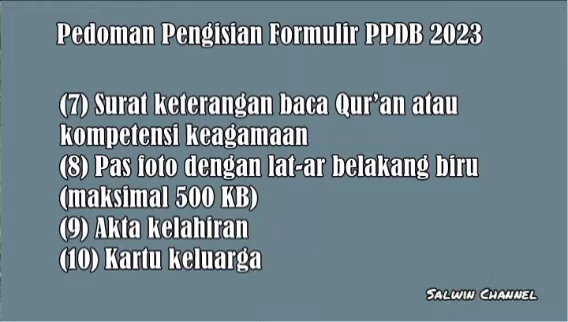 Pedoman Pengisian Formulir PPDB 2023
(7) Surat keterangan baca Qur'an atau
kompetensi keagamaan
(8) Pas foto dengan lat-ar belakang biru
(maksimal 500 KB)
(9) Akta kelahiran
(10) Kartu keluarga
Salwin Channel